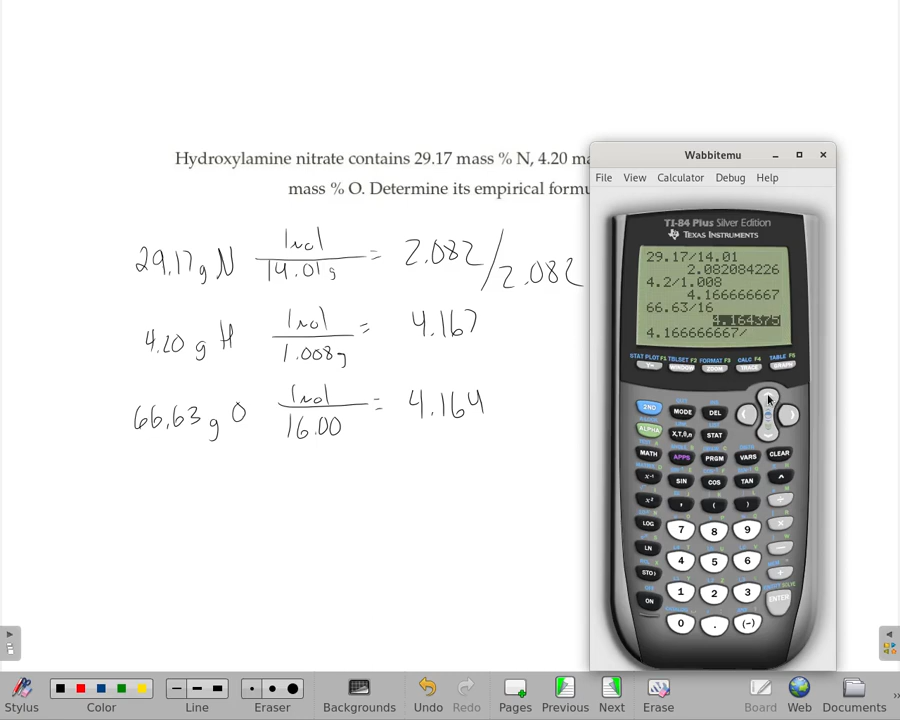 Hydroxylamine nitrate contains 29.17 mass % N, 4.20 ma
mass % O. Determine its empirical formu
29.17 g N 1 mol / 14.01 g = 2.082 / 2.082
4.20 g H 1 mol / 1.008 g = 4.167
66.63 g O 1 mol / 16.00 = 4.164
Wabbitemu
File View Calculator Debug Help
TI-84 Plus Silver Edition
TEXAS INSTRUMENTS
29.17/14.01
2.082084226
4.2/1.008
4.166666667
66.63/16
4.164375
4.166666667/
STAT PLOT F1 TBLSET F2 FORMAT F3 CALC F4 TABLE F5
Y= WINDOW ZOOM TRACE GRAPH
2ND MODE DEL
ALPHA X,T,θ,n STAT
MATH APPS PRGM VARS CLEAR
x⁻¹ SIN COS TAN ^
x² , ( ) ÷
LOG 7 8 9 ×
LN 4 5 6 −
STO 1 2 3 +
ON 0 . (-) ENTER
Stylus Color Line Eraser Backgrounds Undo Redo Pages Previous Next Erase Board Web Documents